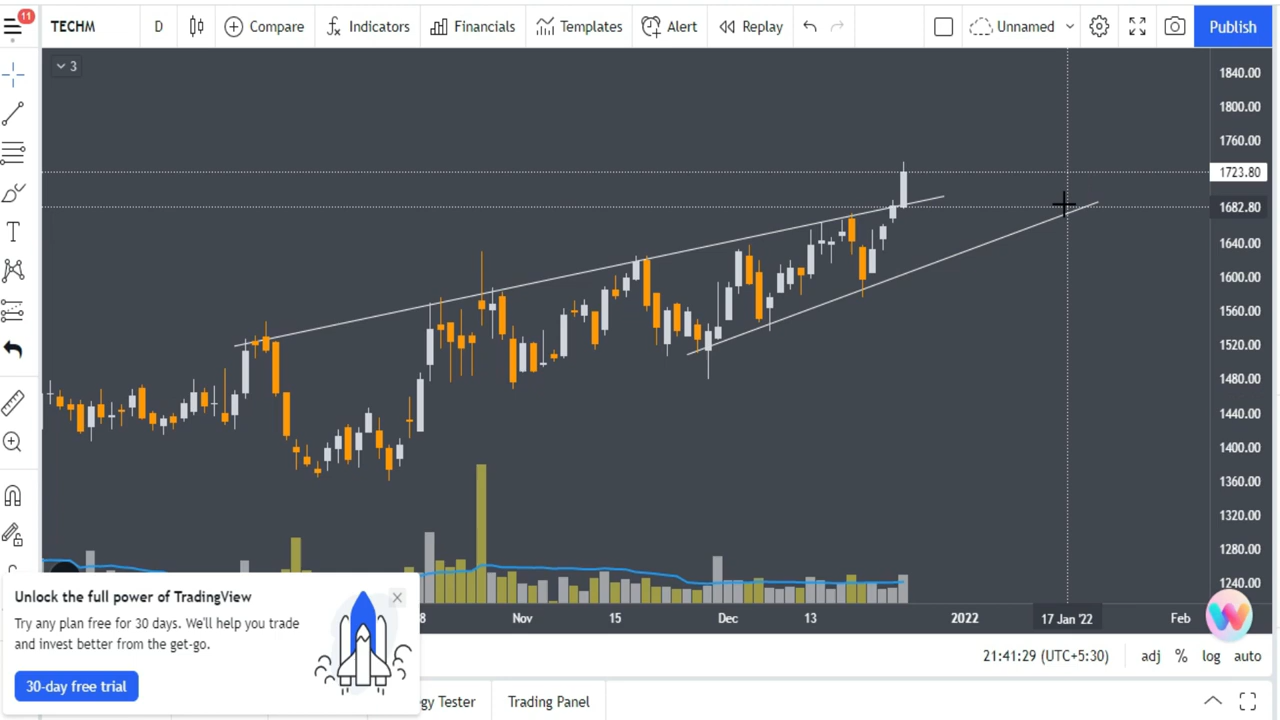 11
TECHM
D
Compare
Indicators
Financials
Templates
Alert
Replay
Unnamed
Publish
3
1840.00
1800.00
1760.00
1723.80
1682.80
1640.00
1600.00
1560.00
1520.00
1480.00
1440.00
1400.00
1360.00
1320.00
1280.00
1240.00
8
Nov
15
Dec
13
2022
17 Jan '22
Feb
Unlock the full power of TradingView
Try any plan free for 30 days. We'll help you trade
and invest better from the get-go.
30-day free trial
21:41:29 (UTC+5:30)
adj
%
log
auto
gy Tester
Trading Panel